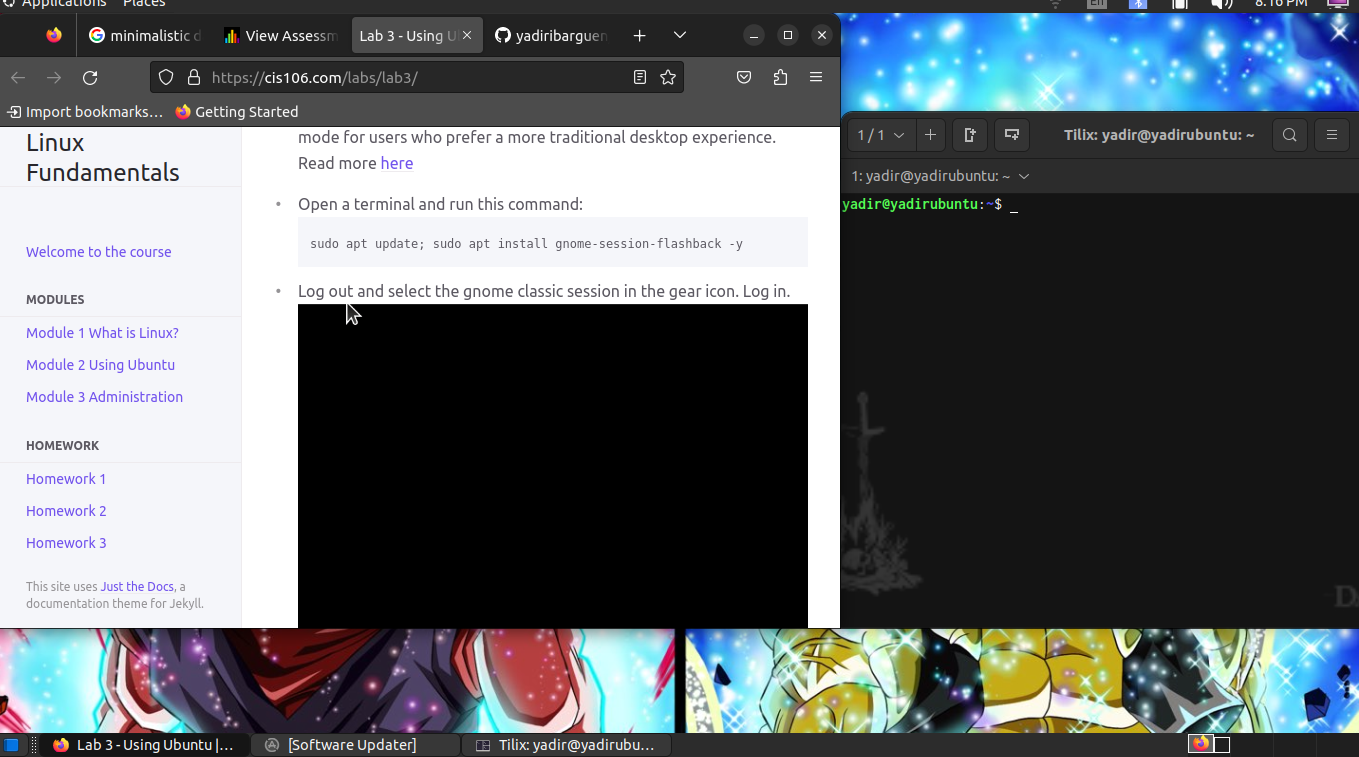 Applications Places
En
8:16 PM
minimalistic d
View Assessm
Lab 3 - Using U
yadiribarguen
https://cis106.com/labs/lab3/
Import bookmarks…
Getting Started
Linux
Fundamentals
Welcome to the course
MODULES
Module 1 What is Linux?
Module 2 Using Ubuntu
Module 3 Administration
HOMEWORK
Homework 1
Homework 2
Homework 3
This site uses Just the Docs, a
documentation theme for Jekyll.
mode for users who prefer a more traditional desktop experience.
Read more here
Open a terminal and run this command:
sudo apt update; sudo apt install gnome-session-flashback -y
Log out and select the gnome classic session in the gear icon. Log in.
1 / 1
Tilix: yadir@yadirubuntu: ~
1: yadir@yadirubuntu: ~
yadir@yadirubuntu:~$ _
Lab 3 - Using Ubuntu |…
[Software Updater]
Tilix: yadir@yadirubu…